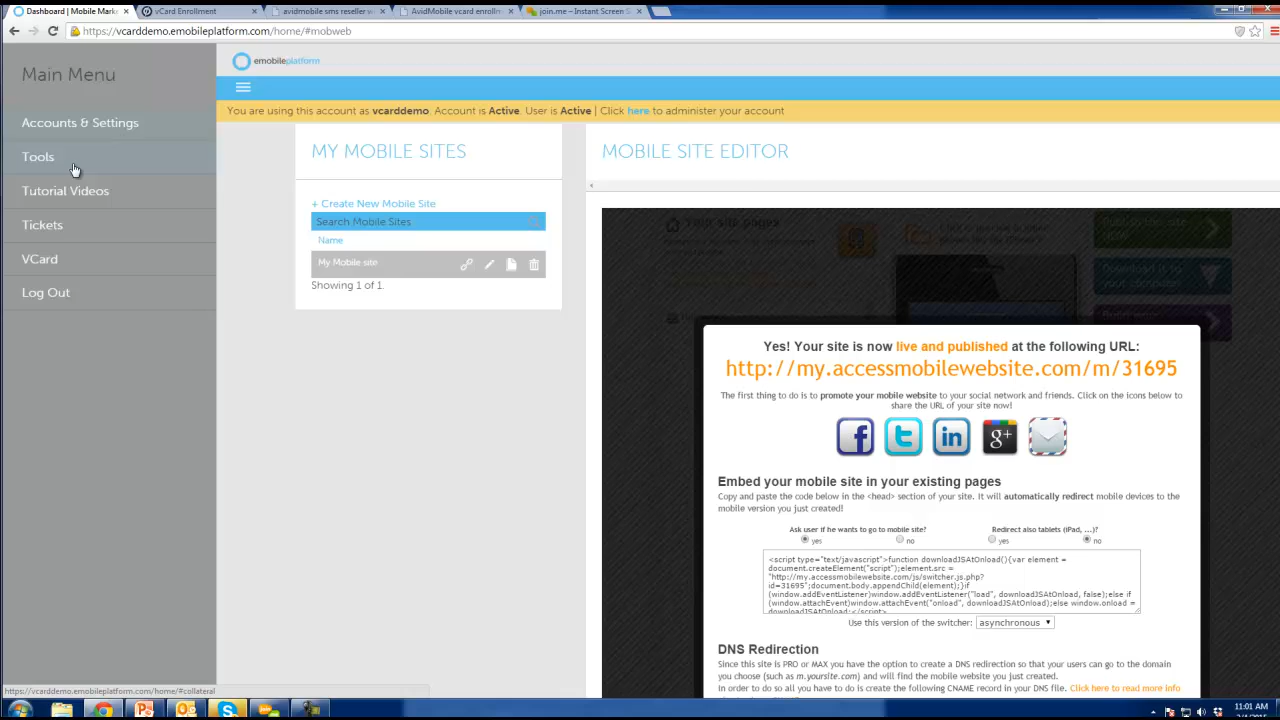 Dashboard | Mobile Mark
vCard Enrollment
avidmobile sms reseller w
AvidMobile vcard enrollm
join.me – Instant Screen S
https://vcarddemo.emobileplatform.com/home/#mobweb
Main Menu
Accounts & Settings
Tools
Tutorial Videos
Tickets
VCard
Log Out
emobileplatform
You are using this account as vcarddemo. Account is Active. User is Active | Click here to administer your account
MY MOBILE SITES
+ Create New Mobile Site
Search Mobile Sites
Name
My Mobile site
Showing 1 of 1.
MOBILE SITE EDITOR
Download it
your computer
Yes! Your site is now live and published at the following URL:
http://my.accessmobilewebsite.com/m/31695
The first thing to do is to promote your mobile website to your social network and friends. Click on the icons below to
share the URL of your site now!
Embed your mobile site in your existing pages
Copy and paste the code below in the <head> section of your site. It will automatically redirect mobile devices to the
mobile version you just created!
Ask user if he wants to go to mobile site?
yes
no
Redirect also tablets (iPad, ...)?
yes
no
<script type="text/javascript">function downloadJSAtOnload(){var element =
document.createElement("script");element.src =
"http://my.accessmobilewebsite.com/js/switcher.js.php?
id=31695";document.body.appendChild(element);}if
(window.addEventListener)window.addEventListener("load", downloadJSAtOnload, false);else if
(window.attachEvent)window.attachEvent("onload", downloadJSAtOnload);else window.onload =
downloadJSAtOnload;</script>
Use this version of the switcher: asynchronous
DNS Redirection
Since this site is PRO or MAX you have the option to create a DNS redirection so that your users can go to the domain
you prefer (such as m.yoursite.com) and will find the mobile website you just created.
In order to do so all you have to do is create the following CNAME record in your DNS file. Click here to read more info
https://vcarddemo.emobileplatform.com/home/#collateral
11:01 AM